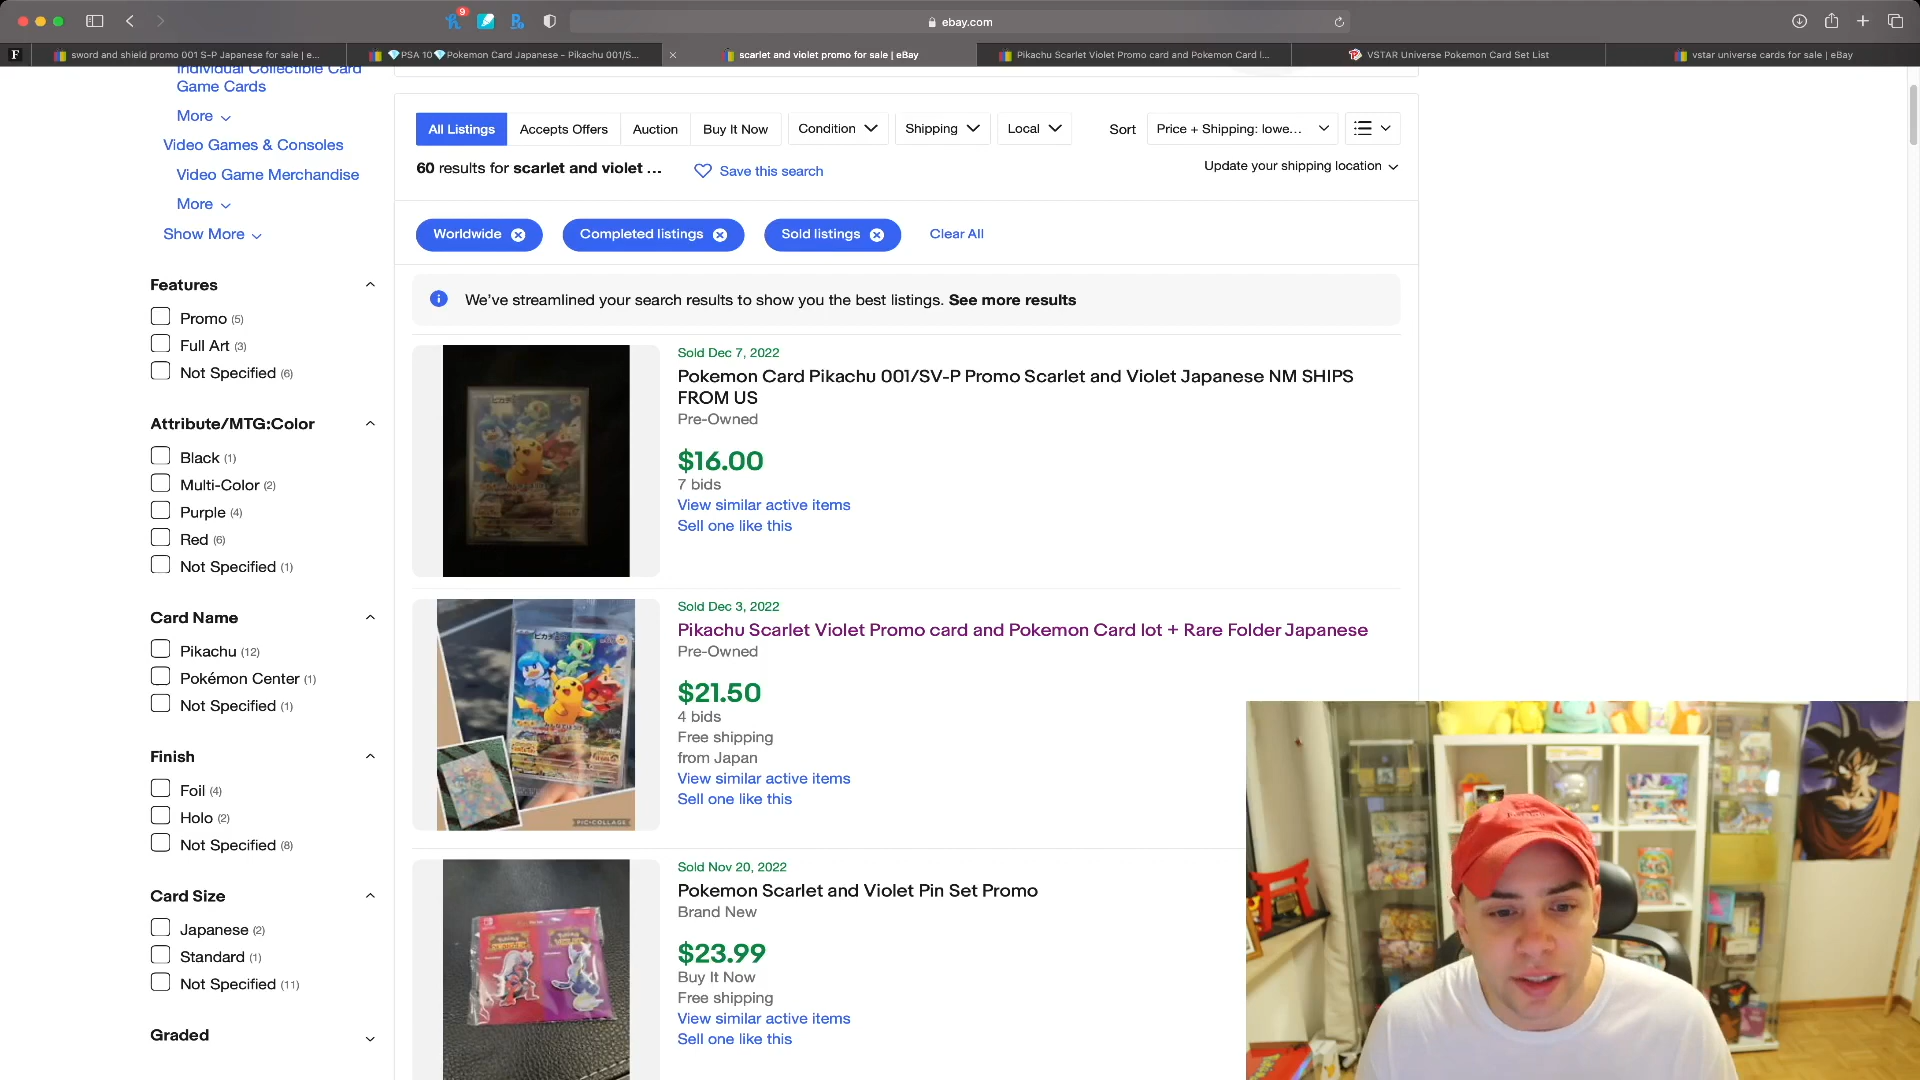 9
ebay.com
F
sword and shield promo 001 S-P Japanese for sale | e...
💎PSA 10💎Pokemon Card Japanese - Pikachu 001/S...
scarlet and violet promo for sale | eBay
Pikachu Scarlet Violet Promo card and Pokemon Card l...
VSTAR Universe Pokemon Card Set List
vstar universe cards for sale | eBay
Individual Collectible Card
Game Cards
More
Video Games & Consoles
Video Game Merchandise
More
Show More
Features
Promo (5)
Full Art (3)
Not Specified (6)
Attribute/MTG:Color
Black (1)
Multi-Color (2)
Purple (4)
Red (6)
Not Specified (1)
Card Name
Pikachu (12)
Pokémon Center (1)
Not Specified (1)
Finish
Foil (4)
Holo (2)
Not Specified (8)
Card Size
Japanese (2)
Standard (1)
Not Specified (11)
Graded
All Listings
Accepts Offers
Auction
Buy It Now
Condition
Shipping
Local
Sort
Price + Shipping: lowe...
60 results for scarlet and violet ...
Save this search
Update your shipping location
Worldwide
Completed listings
Sold listings
Clear All
We've streamlined your search results to show you the best listings. See more results
Sold Dec 7, 2022
Pokemon Card Pikachu 001/SV-P Promo Scarlet and Violet Japanese NM SHIPS
FROM US
Pre-Owned
$16.00
7 bids
View similar active items
Sell one like this
Sold Dec 3, 2022
Pikachu Scarlet Violet Promo card and Pokemon Card lot + Rare Folder Japanese
Pre-Owned
$21.50
4 bids
Free shipping
from Japan
View similar active items
Sell one like this
ピカチュウ
PIC•COLLAGE
Sold Nov 20, 2022
Pokemon Scarlet and Violet Pin Set Promo
Brand New
$23.99
Buy It Now
Free shipping
View similar active items
Sell one like this